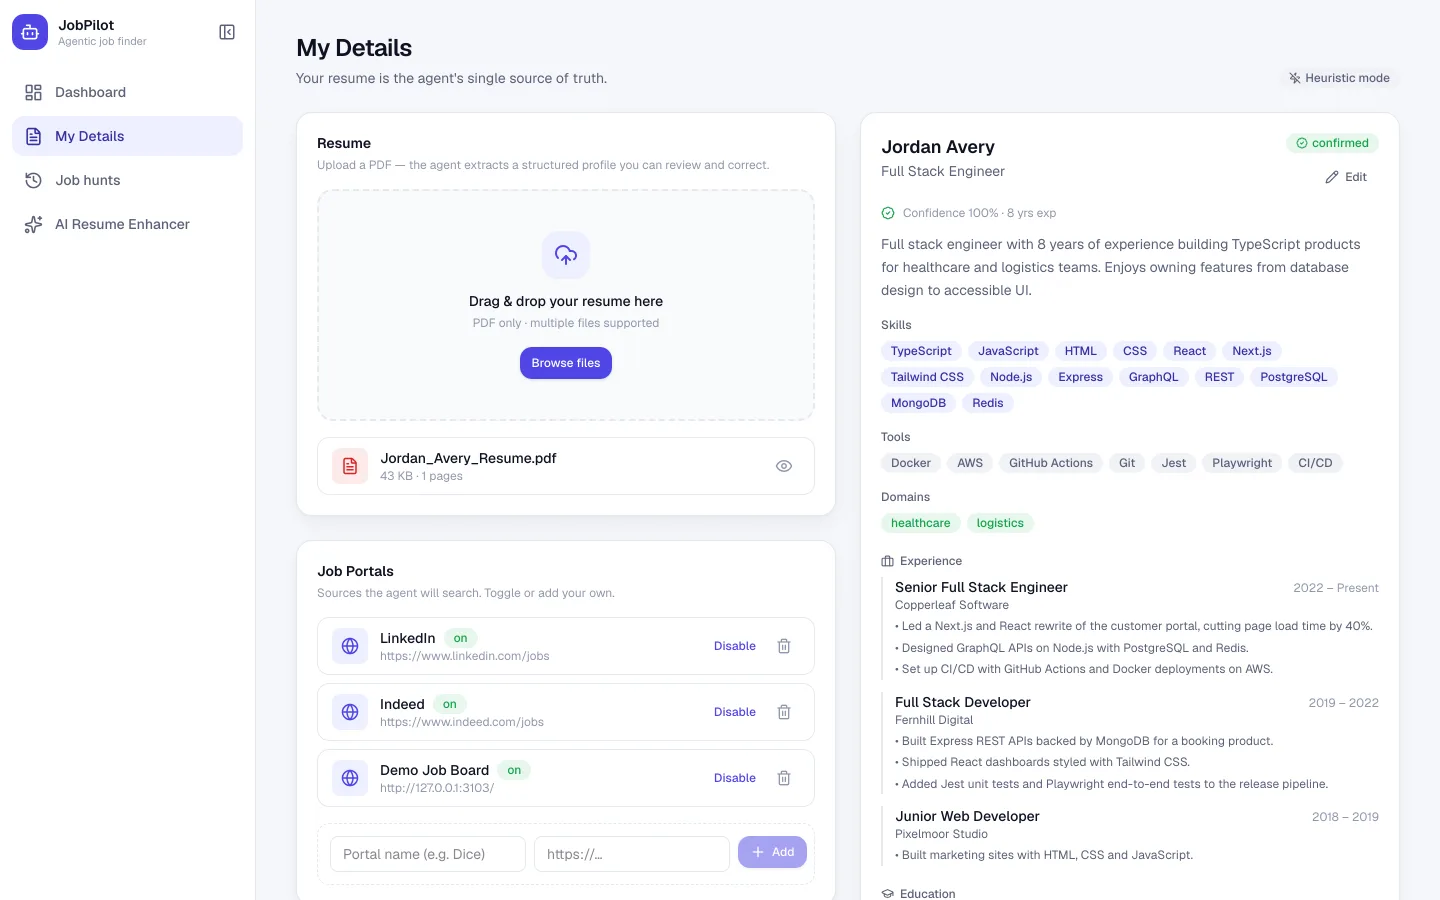 JobPilot
Agentic job finder
Dashboard
My Details
Job hunts
AI Resume Enhancer
My Details
Your resume is the agent's single source of truth.
Heuristic mode
Resume
Upload a PDF — the agent extracts a structured profile you can review and correct.
Drag & drop your resume here
PDF only · multiple files supported
Browse files
Jordan_Avery_Resume.pdf
43 KB · 1 pages
Job Portals
Sources the agent will search. Toggle or add your own.
LinkedIn on
https://www.linkedin.com/jobs
Disable
Indeed on
https://www.indeed.com/jobs
Disable
Demo Job Board on
http://127.0.0.1:3103/
Disable
Portal name (e.g. Dice)
https://…
Add
Jordan Avery
confirmed
Full Stack Engineer
Edit
Confidence 100% · 8 yrs exp
Full stack engineer with 8 years of experience building TypeScript products
for healthcare and logistics teams. Enjoys owning features from database
design to accessible UI.
Skills
TypeScript JavaScript HTML CSS React Next.js
Tailwind CSS Node.js Express GraphQL REST PostgreSQL
MongoDB Redis
Tools
Docker AWS GitHub Actions Git Jest Playwright CI/CD
Domains
healthcare logistics
Experience
Senior Full Stack Engineer 2022 – Present
Copperleaf Software
• Led a Next.js and React rewrite of the customer portal, cutting page load time by 40%.
• Designed GraphQL APIs on Node.js with PostgreSQL and Redis.
• Set up CI/CD with GitHub Actions and Docker deployments on AWS.
Full Stack Developer 2019 – 2022
Fernhill Digital
• Built Express REST APIs backed by MongoDB for a booking product.
• Shipped React dashboards styled with Tailwind CSS.
• Added Jest unit tests and Playwright end-to-end tests to the release pipeline.
Junior Web Developer 2018 – 2019
Pixelmoor Studio
• Built marketing sites with HTML, CSS and JavaScript.
Education